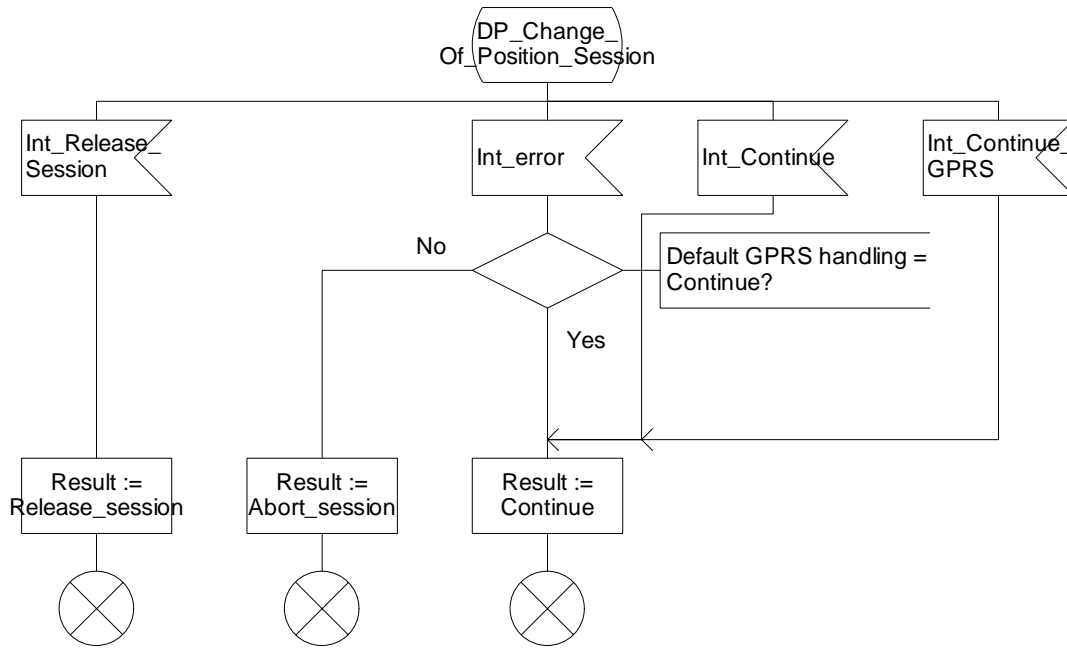 DP_Change_
Of_Position_Session
Int_Release_
Session
Int_error
Int_Continue
Int_Continue_
GPRS
No
Default GPRS handling =
Continue?
Yes
Result :=
Release_session
Result :=
Abort_session
Result :=
Continue